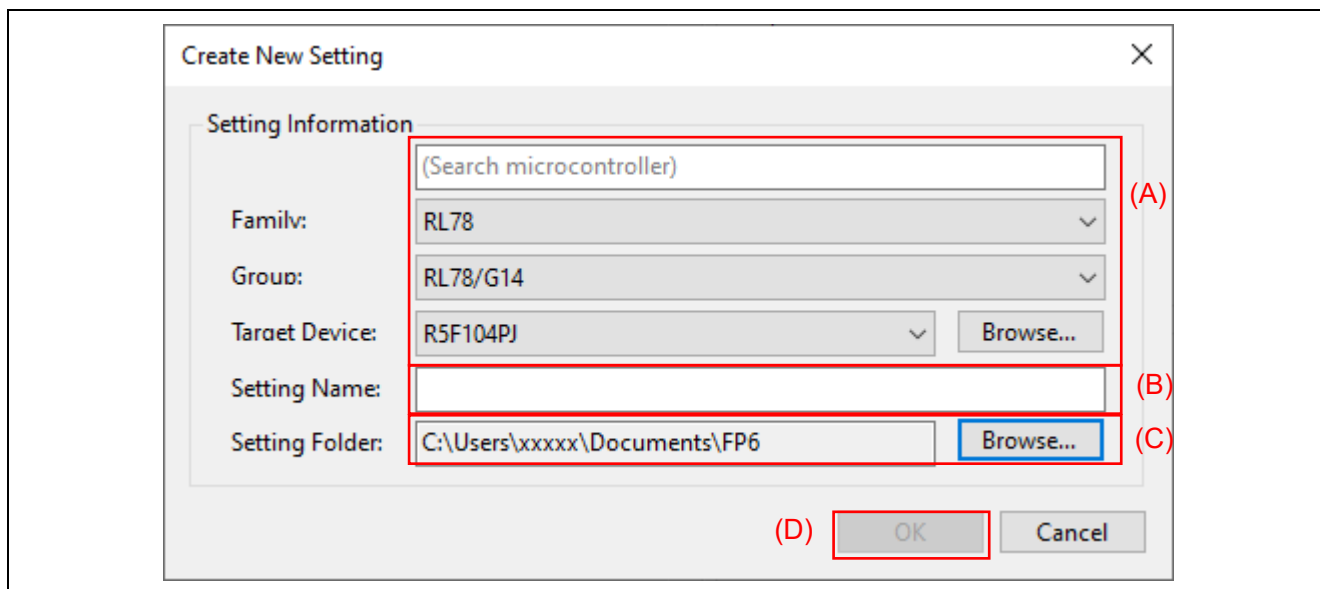 Create New Setting
Setting Information
(Search microcontroller)
(A)
Family: RL78
Group: RL78/G14
Target Device: R5F104PJ Browse...
Setting Name: (B)
Setting Folder: C:\Users\xxxxx\Documents\FP6 Browse... (C)
(D) OK Cancel